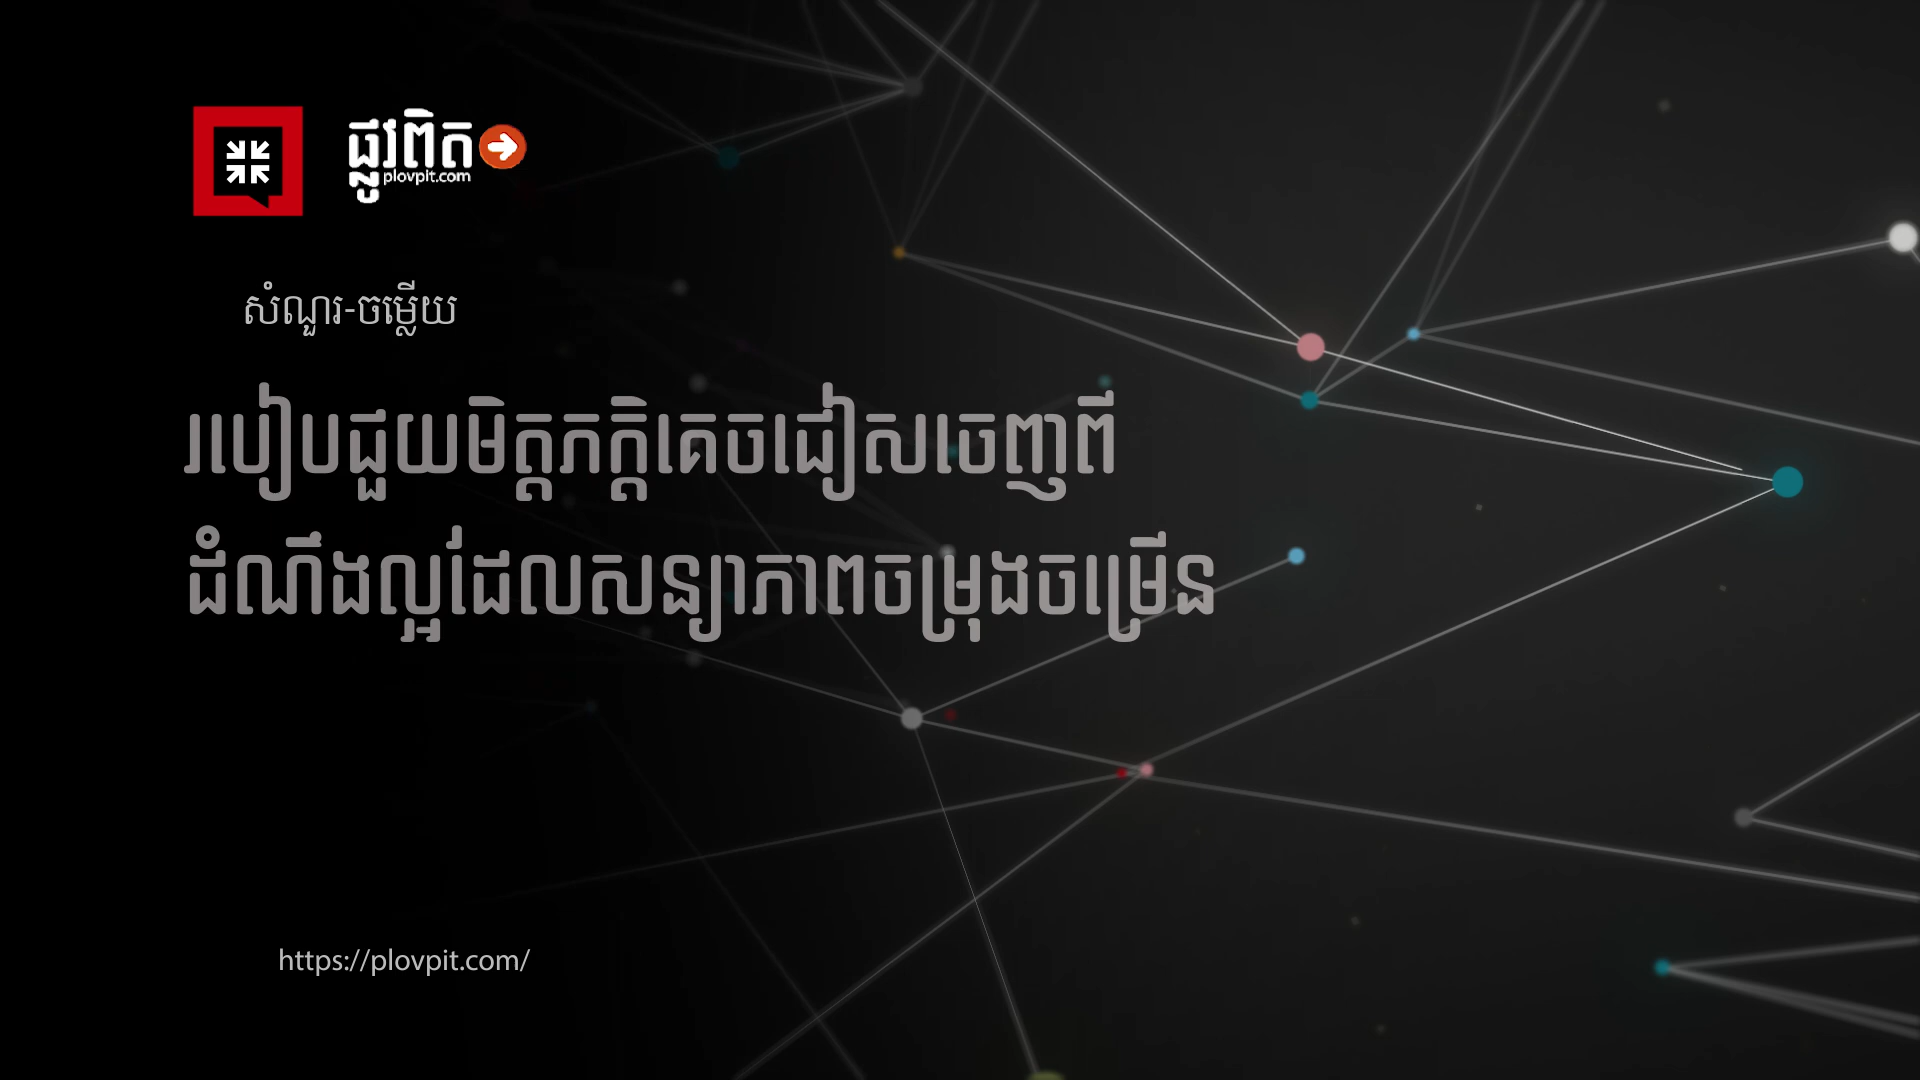 ផ្លូវពិត
plovpit.com
សំណួរ-ចម្លើយ
របៀបជួយមិត្តភក្ដិគេចជៀសចេញពី
ដំណឹងល្អដែលសន្យាភាពចម្រុងចម្រើន
https://plovpit.com/